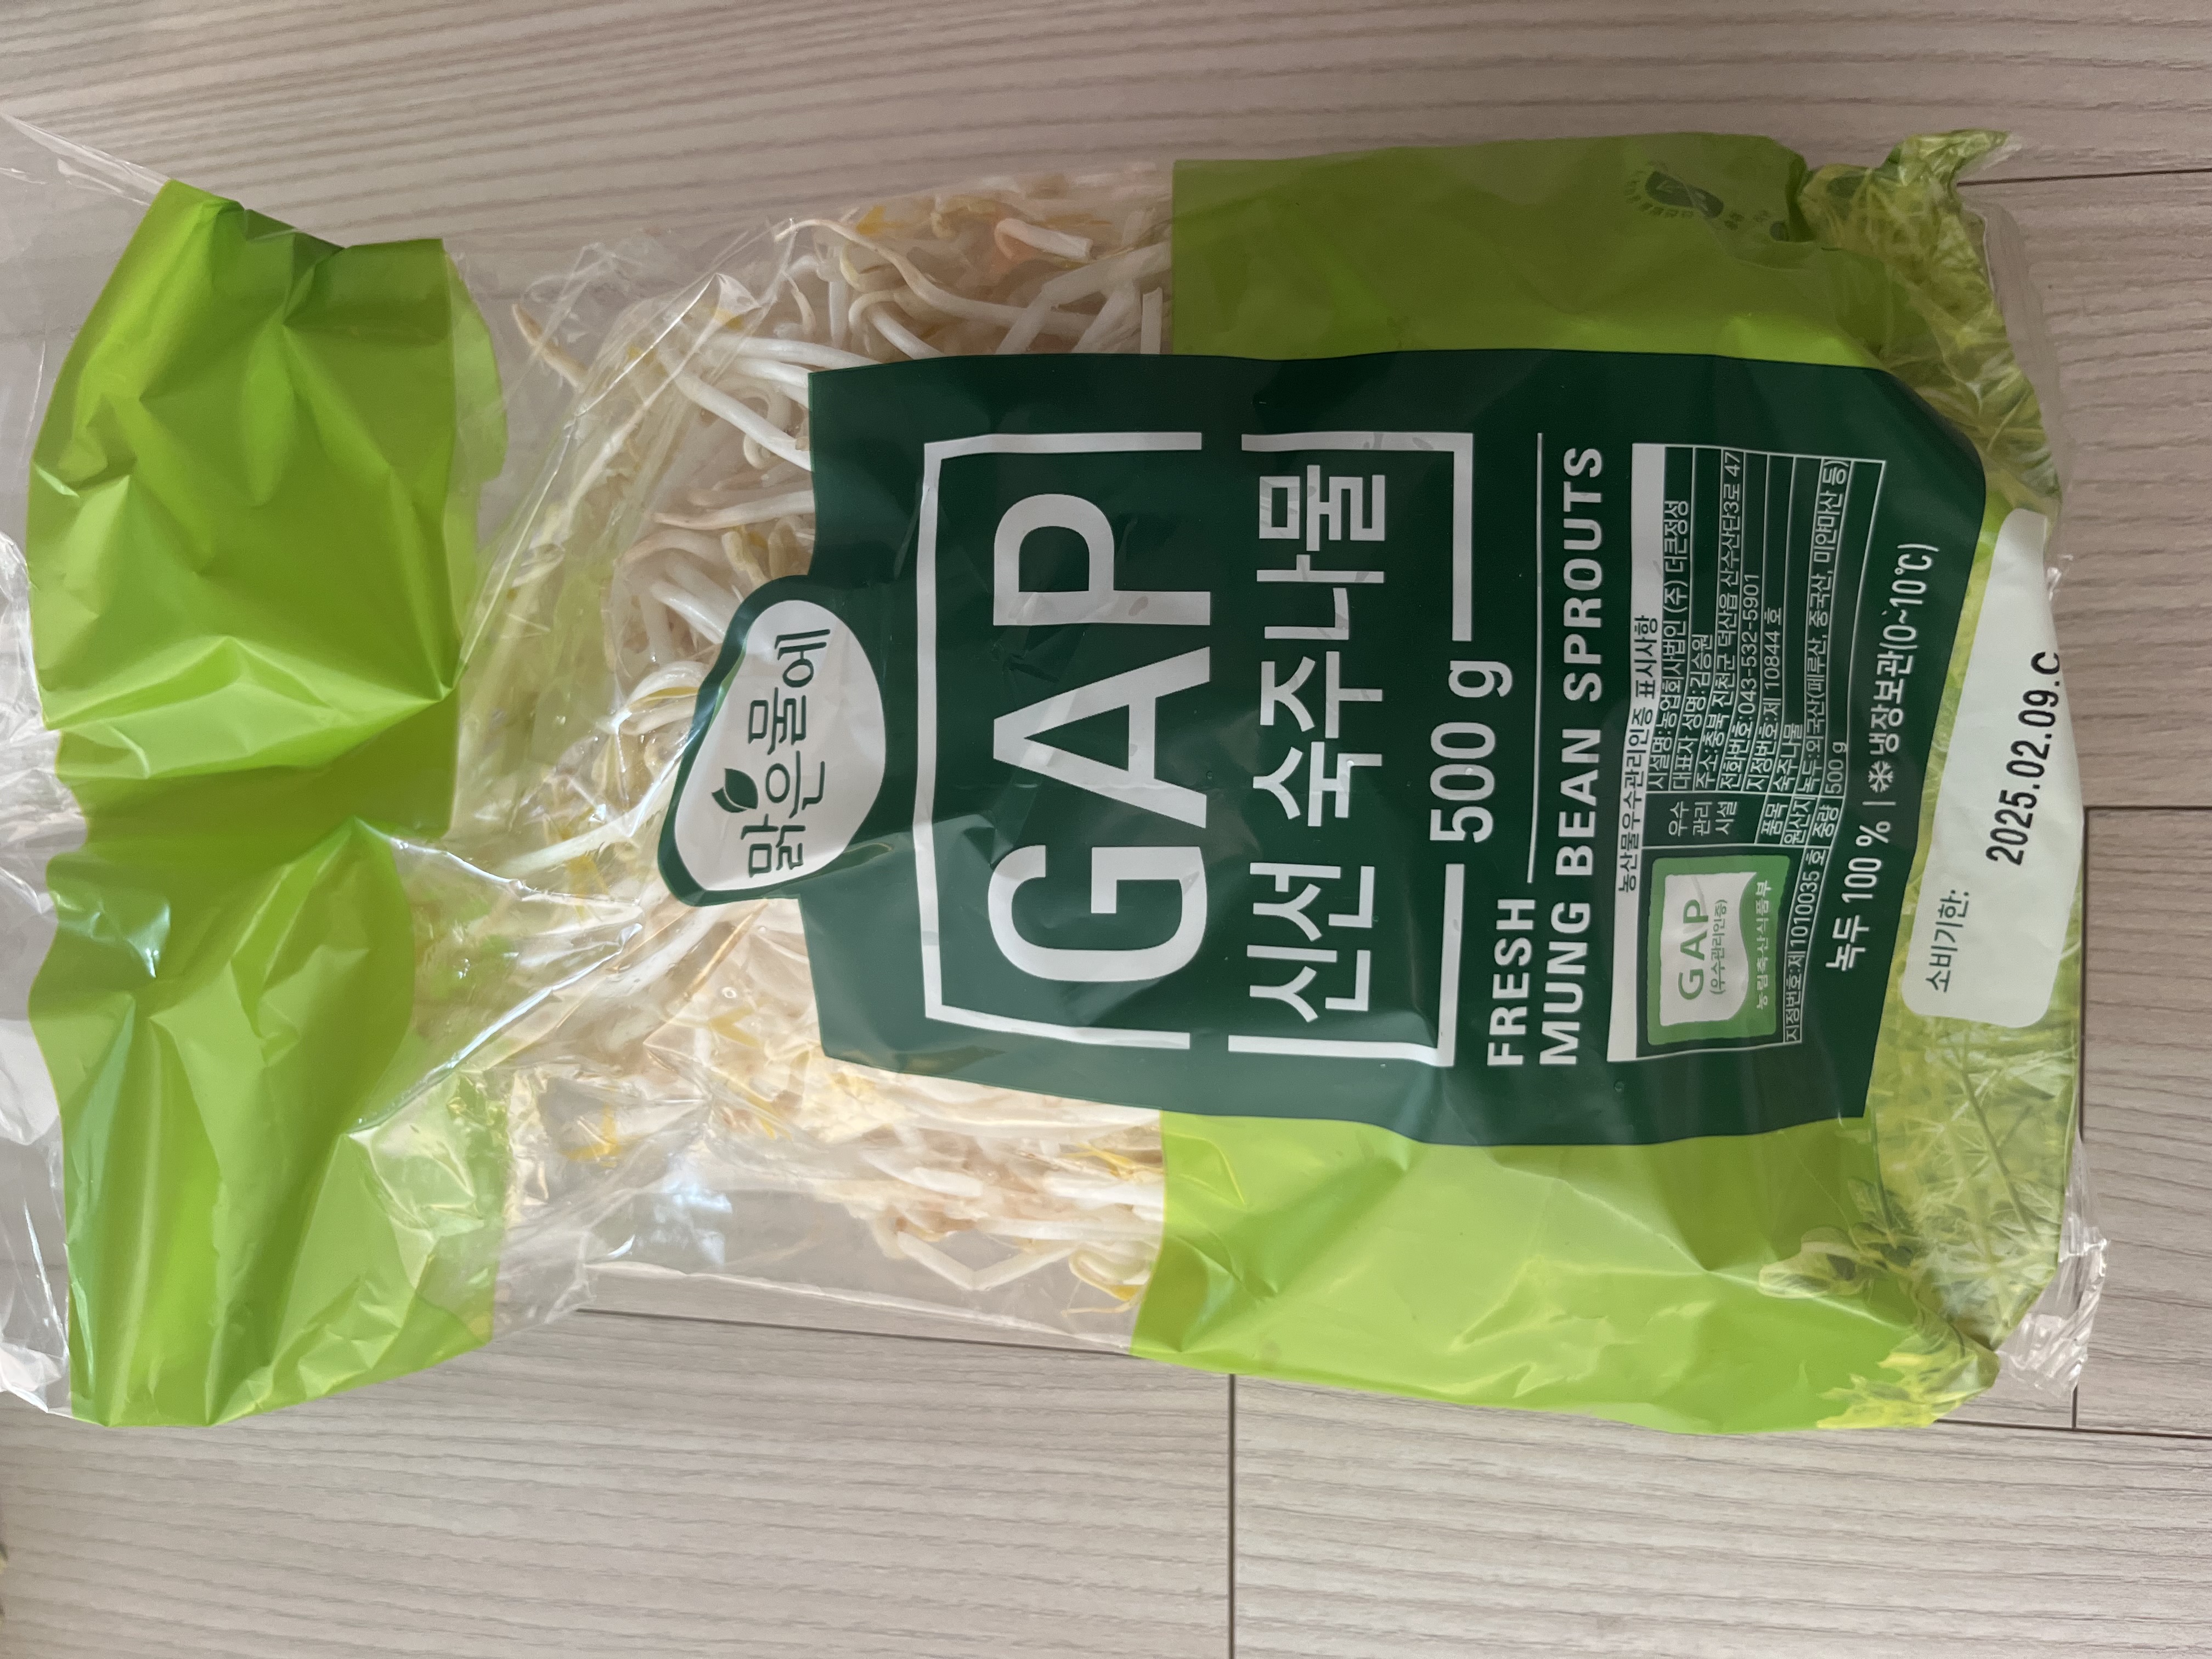 맑은물에
GAP
신선 숙주나물
500 g
FRESH
MUNG BEAN SPROUTS
농산물우수관리인증 표시사항
GAP
(우수관리인증)
농림축산식품부
지정번호:제1010035 호
우수
관리
시설
시설명:농업회사법인 (주) 더큰정성
대표자 성명:김승원
주소:충북 진천군 덕산읍 산수산단3로 47
전화번호:043-532-5901
지정번호:제 10844 호
품목 숙주나물
원산지 녹두:외국산(페루산, 중국산, 미얀마산 등)
중량 500 g
녹두 100 % | 냉장보관(0~10℃)
소비기한:
2025.02.09.C